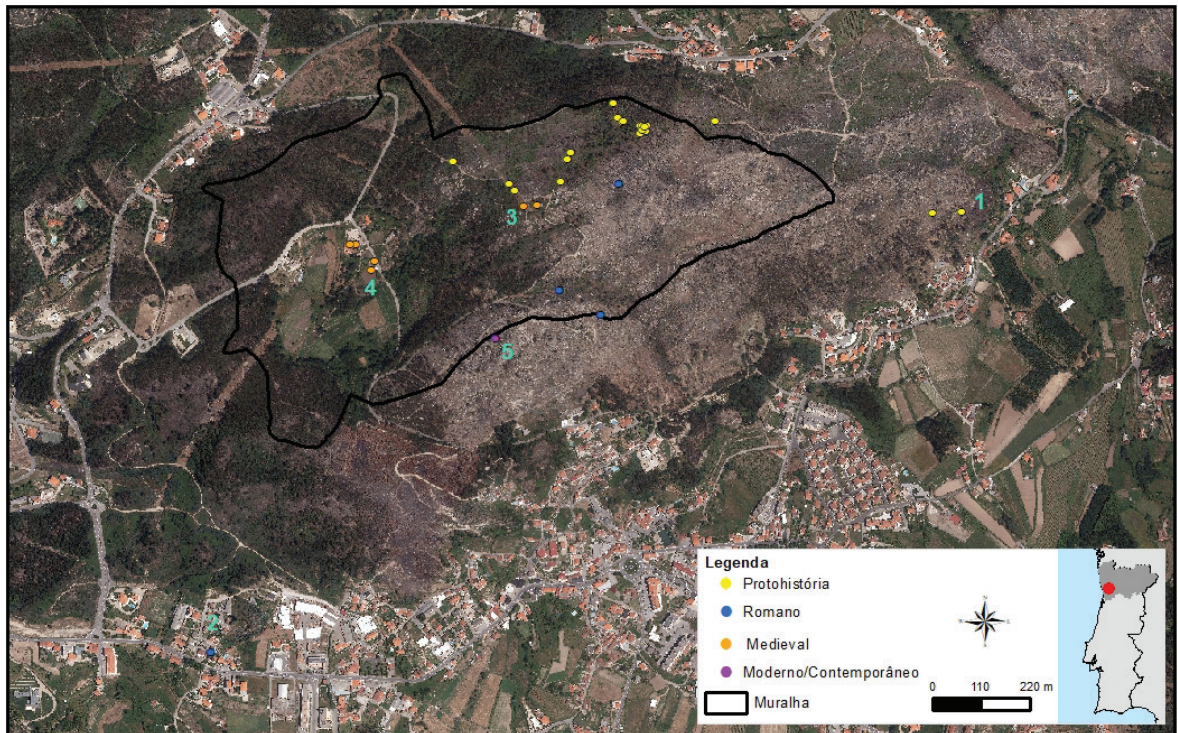 1
3
4
5
2
Legenda
Protohistória
Romano
Medieval
Moderno/Contemporâneo
Muralha
N
W E
S
0 110 220 m